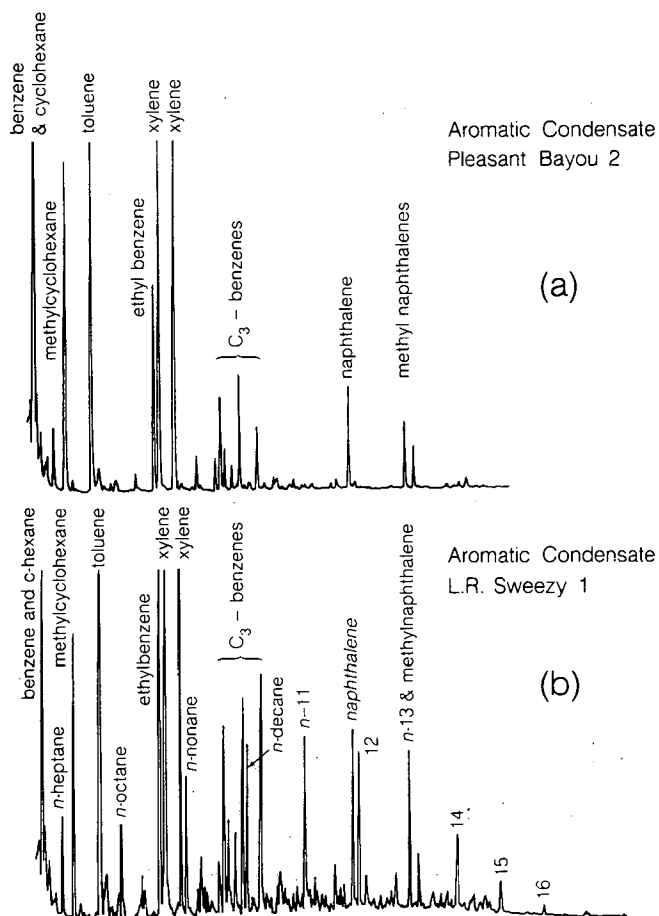 benzene
& cyclohexane
methylcyclohexane
toluene
ethyl benzene
xylene
xylene
C₃ – benzenes
naphthalene
methyl naphthalenes
Aromatic Condensate
Pleasant Bayou 2
(a)
benzene and c-hexane
n-heptane
methylcyclohexane
toluene
n-octane
ethylbenzene
xylene
xylene
n-nonane
C₃ – benzenes
n-decane
n-11
naphthalene
12
n-13 & methylnaphthalene
14
15
16
Aromatic Condensate
L.R. Sweezy 1
(b)